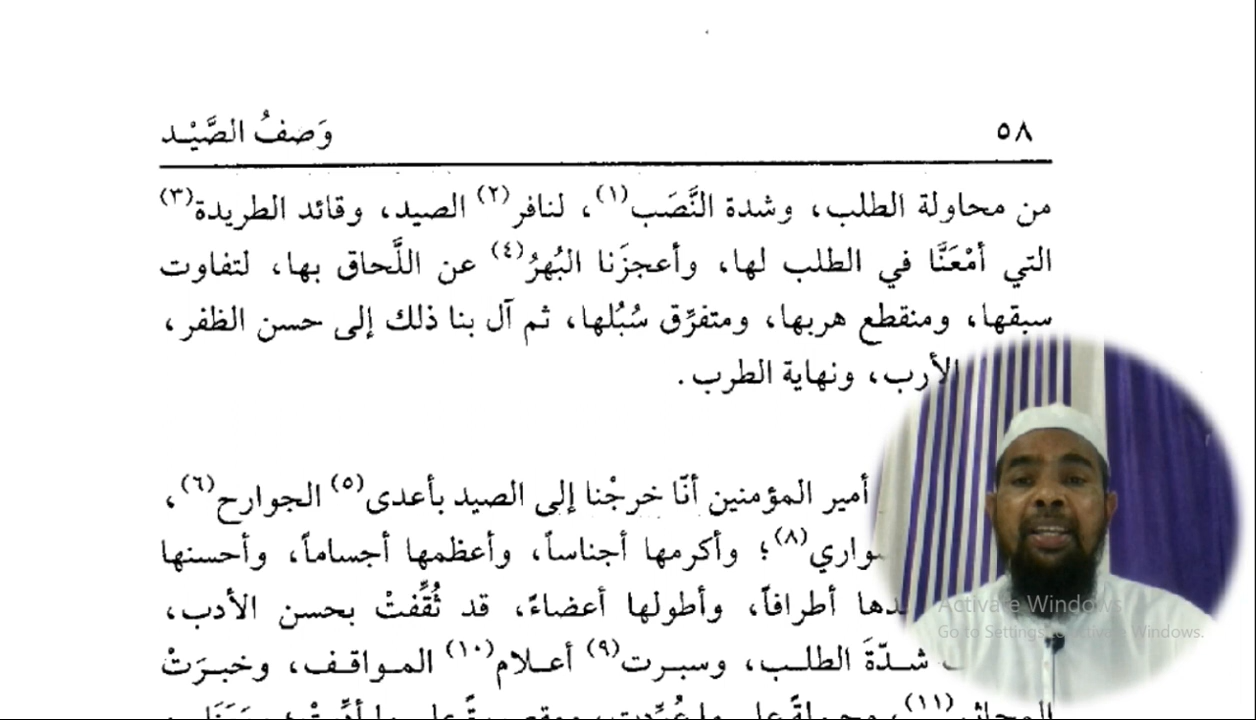 ٥٨
وَصفُ الصَّيْد
من محاولة الطلب، وشدة النَّصَب(١)، لنافر(٢) الصيد، وقائد الطريدة(٣)
التي أمْعَنَّا في الطلب لها، وأعجزَنا البُهرُ(٤) عن اللَّحاق بها، لتفاوت
سبقها، ومنقطع هربها، ومتفرِّق سُبُلها، ثم آل بنا ذلك إلى حسن الظفر،
الأرب، ونهاية الطرب.
أمير المؤمنين أنّا خرجْنا إلى الصيد بأعدى(٥) الجوارح(٦)،
(٨)؛ وأكرمها أجناساً، وأعظمها أجساماً، وأحسنها
أطرافاً، وأطولها أعضاءً، قد ثُقِّفتْ بحسن الأدب،
شدّةَ الطلب، وسبرت(٩) أعلام(١٠) المواقف، وخبرَتْ
(١١)
Activate Windows
Go to Settings to activate Windows.